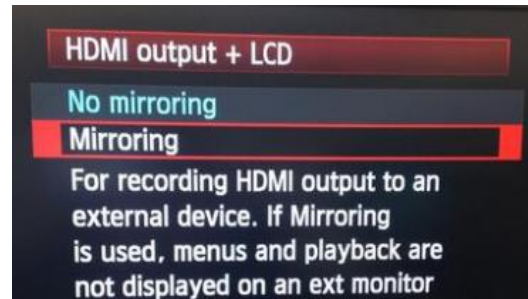 HDMI output + LCD
No mirroring
Mirroring
For recording HDMI output to an
external device. If Mirroring
is used, menus and playback are
not displayed on an ext monitor